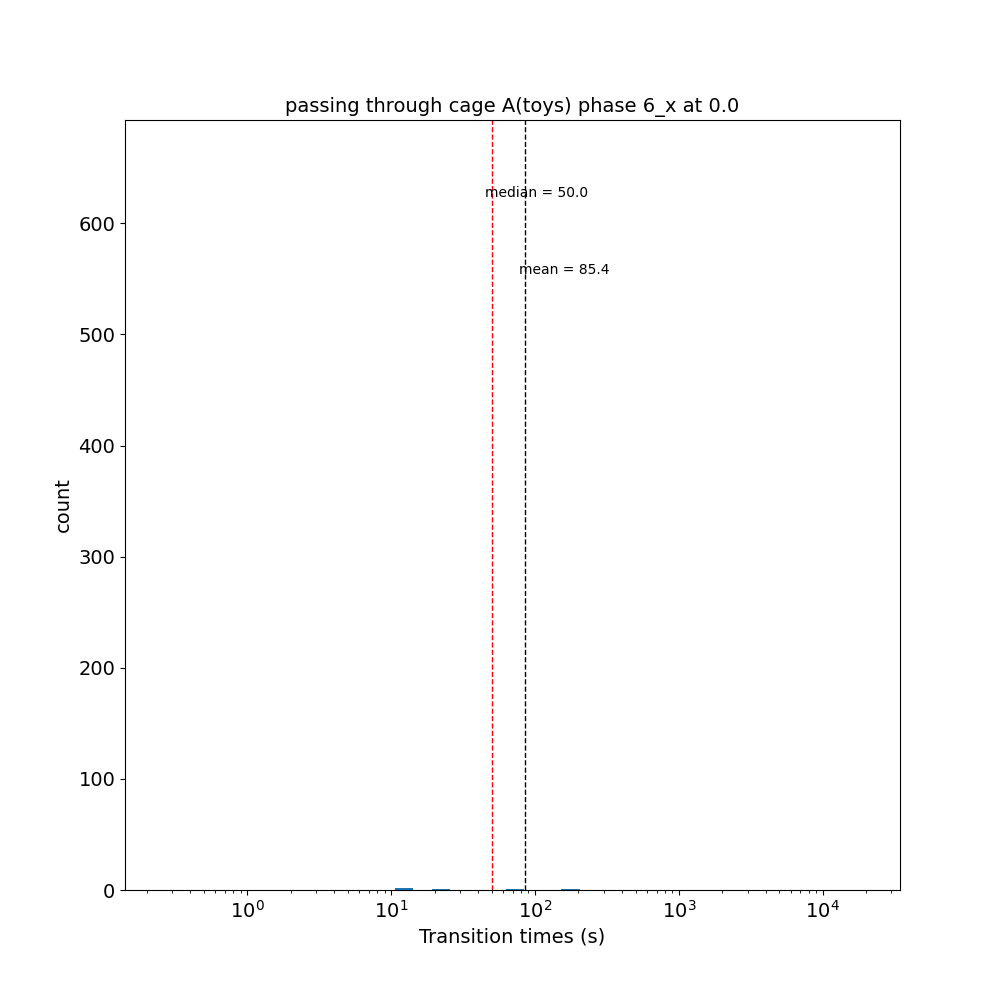 passing through cage A(toys) phase 6_x at 0.0
median = 50.0
mean = 85.4
600
500
400
300
200
100
0
count
10⁰ 10¹ 10² 10³ 10⁴
Transition times (s)